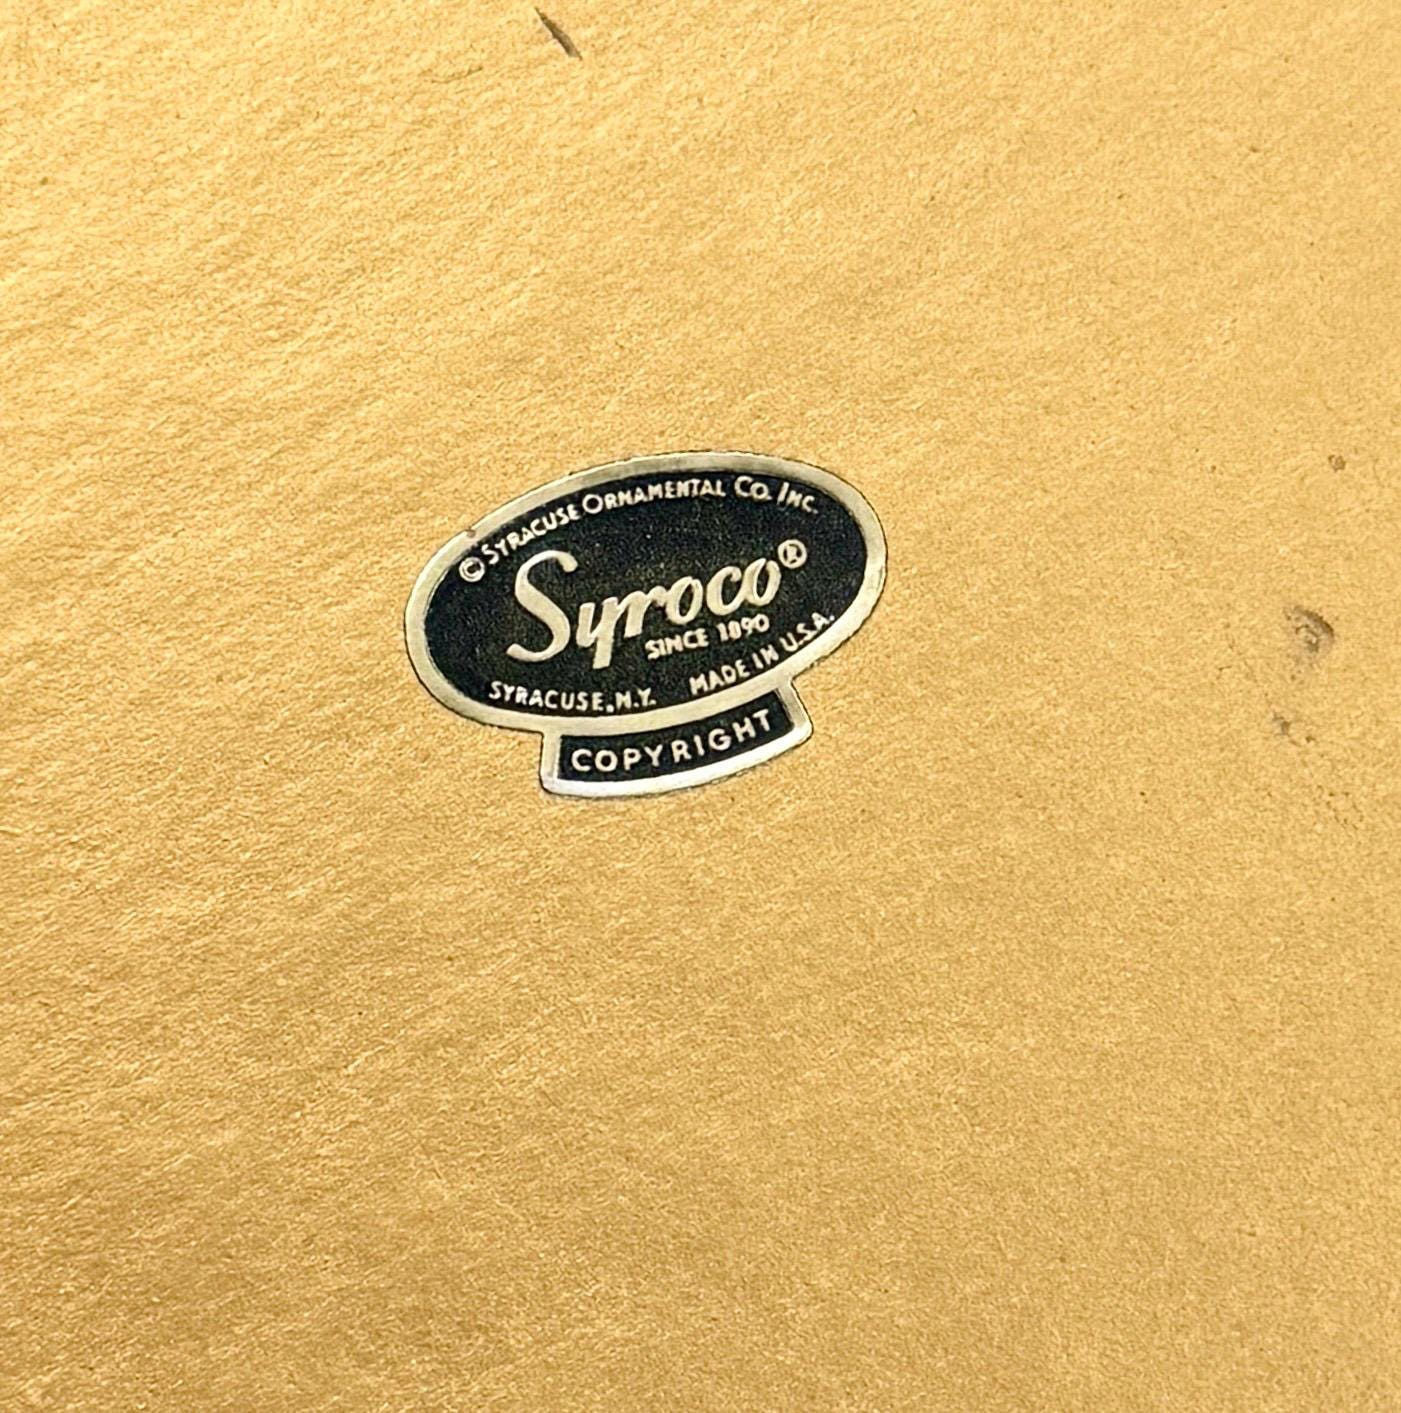 © SYRACUSE ORNAMENTAL CO. INC.
Syroco®
SINCE 1890
SYRACUSE, N.Y. MADE IN U.S.A.
COPYRIGHT